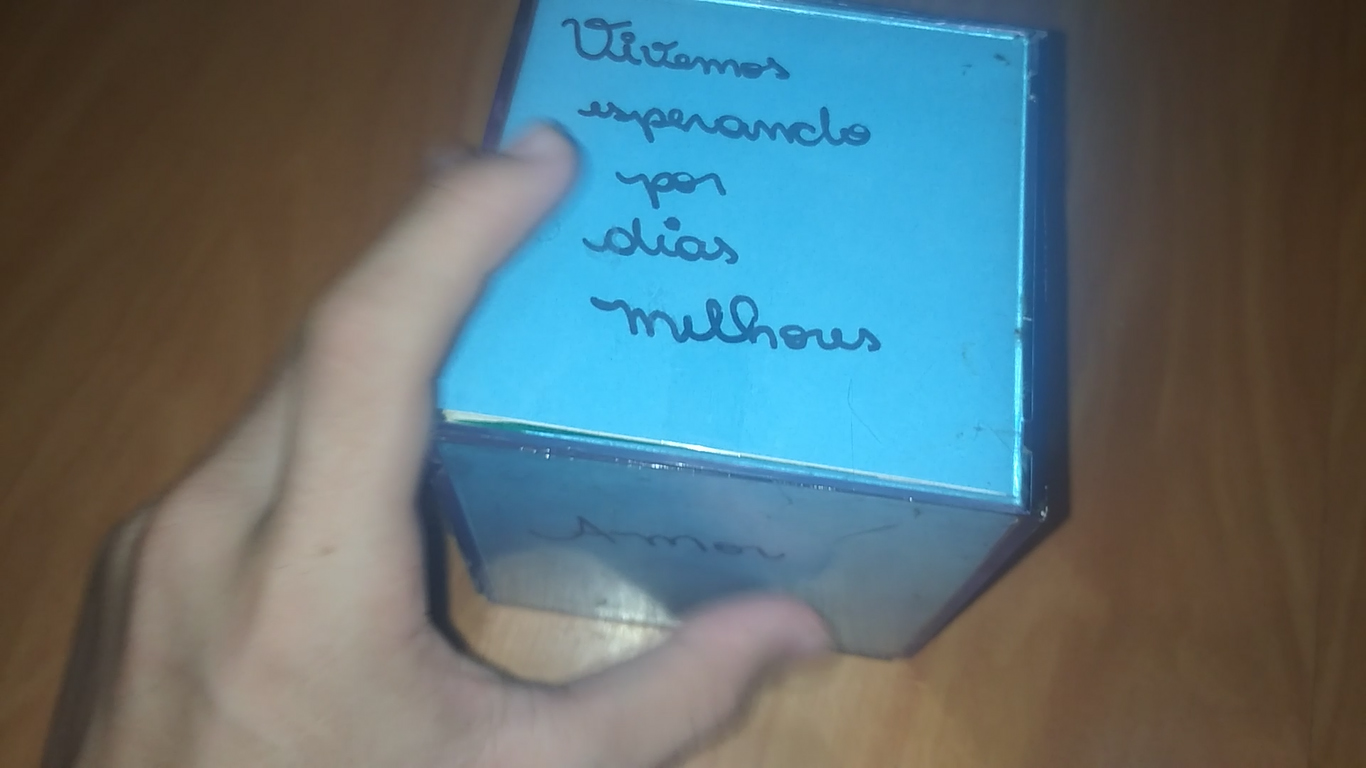 Vivemos
esperando
por
dias
melhores
Amor